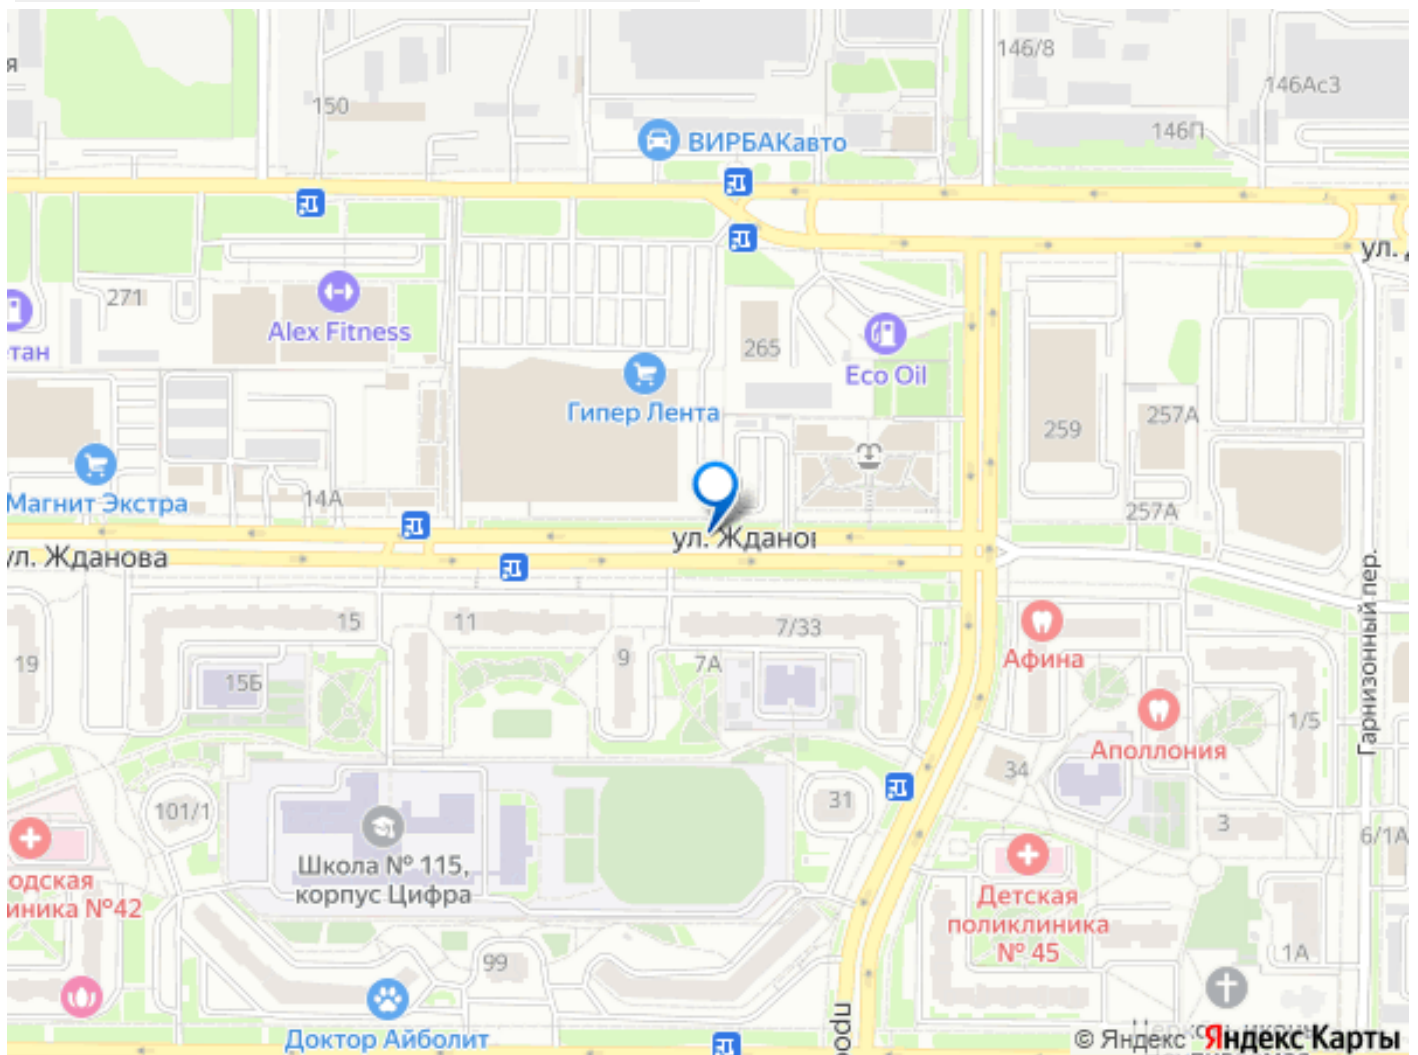 я
146/8
146Ас3
150
146П
ВИРБАКавто
ул.
271
Alex Fitness
тан
265
Eco Oil
Гипер Лента
257А
259
Магнит Экстра
14А
257А
ул. Жданов
ул. Жданова
Гарнизонный пер.
15
11
7/33
9
7А
Афина
19
15Б
1/5
Аполлония
34
31
101/1
3
6/1А
Школа № 115,
корпус Цифра
одская
иника №42
Детская
поликлиника
№ 45
99
1А
Доктор Айболит
прос
© Яндекс Яндекс Карты